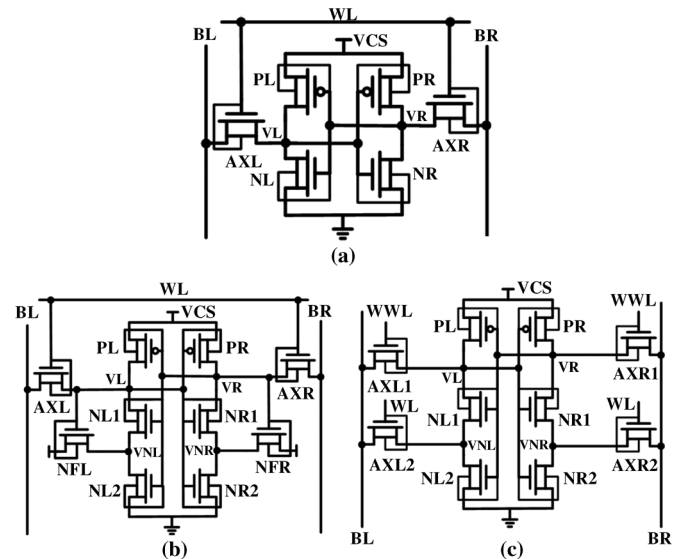 WL
BL
BR
VCS
PL
PR
VL
VR
AXL
AXR
NL
NR
(a)
WL
BL
BR
VCS
PL
PR
VL
VR
AXL
AXR
NL1
NR1
VNL
VNR
NFL
NFR
NL2
NR2
(b)
WWL
VCS
WWL
PL
PR
VL
VR
AXL1
AXR1
WL
NL1
NR1
WL
VNL
VNR
AXL2
AXR2
NL2
NR2
BL
BR
(c)